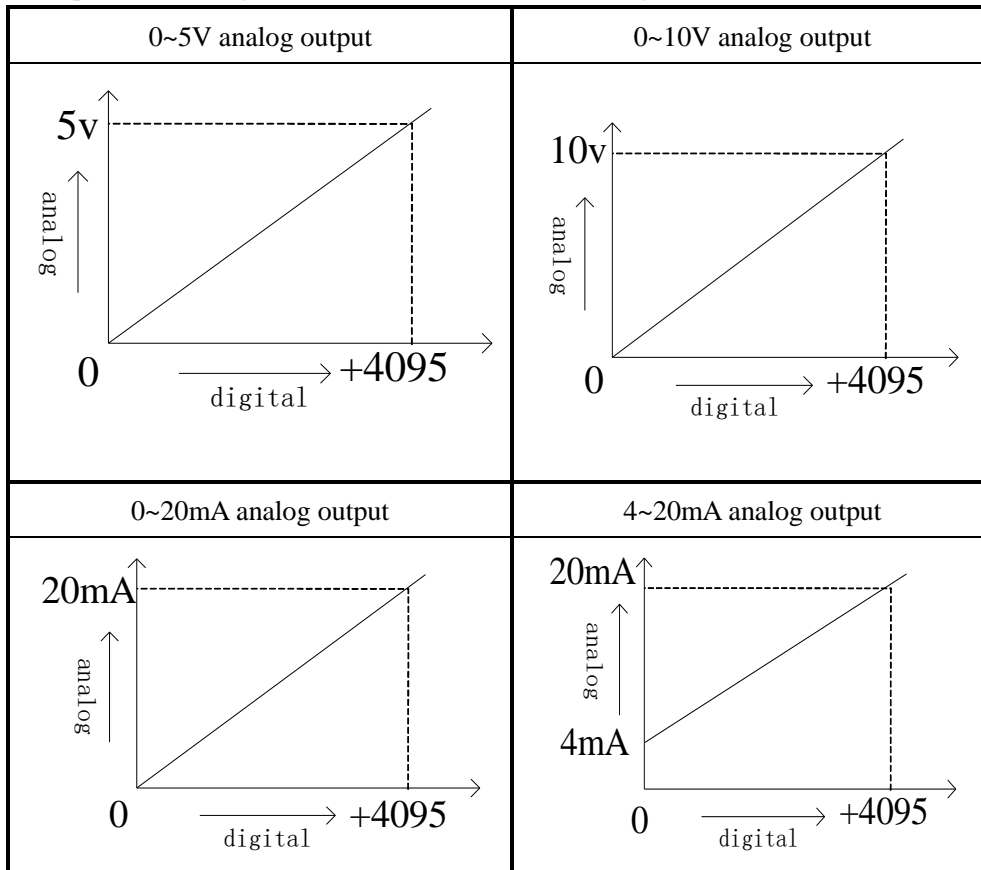 0~5V analog output
0~10V analog output
5v
analog
0
+4095
digital
10v
analog
0
+4095
digital
0~20mA analog output
4~20mA analog output
20mA
analog
0
+4095
digital
20mA
analog
4mA
0
+4095
digital